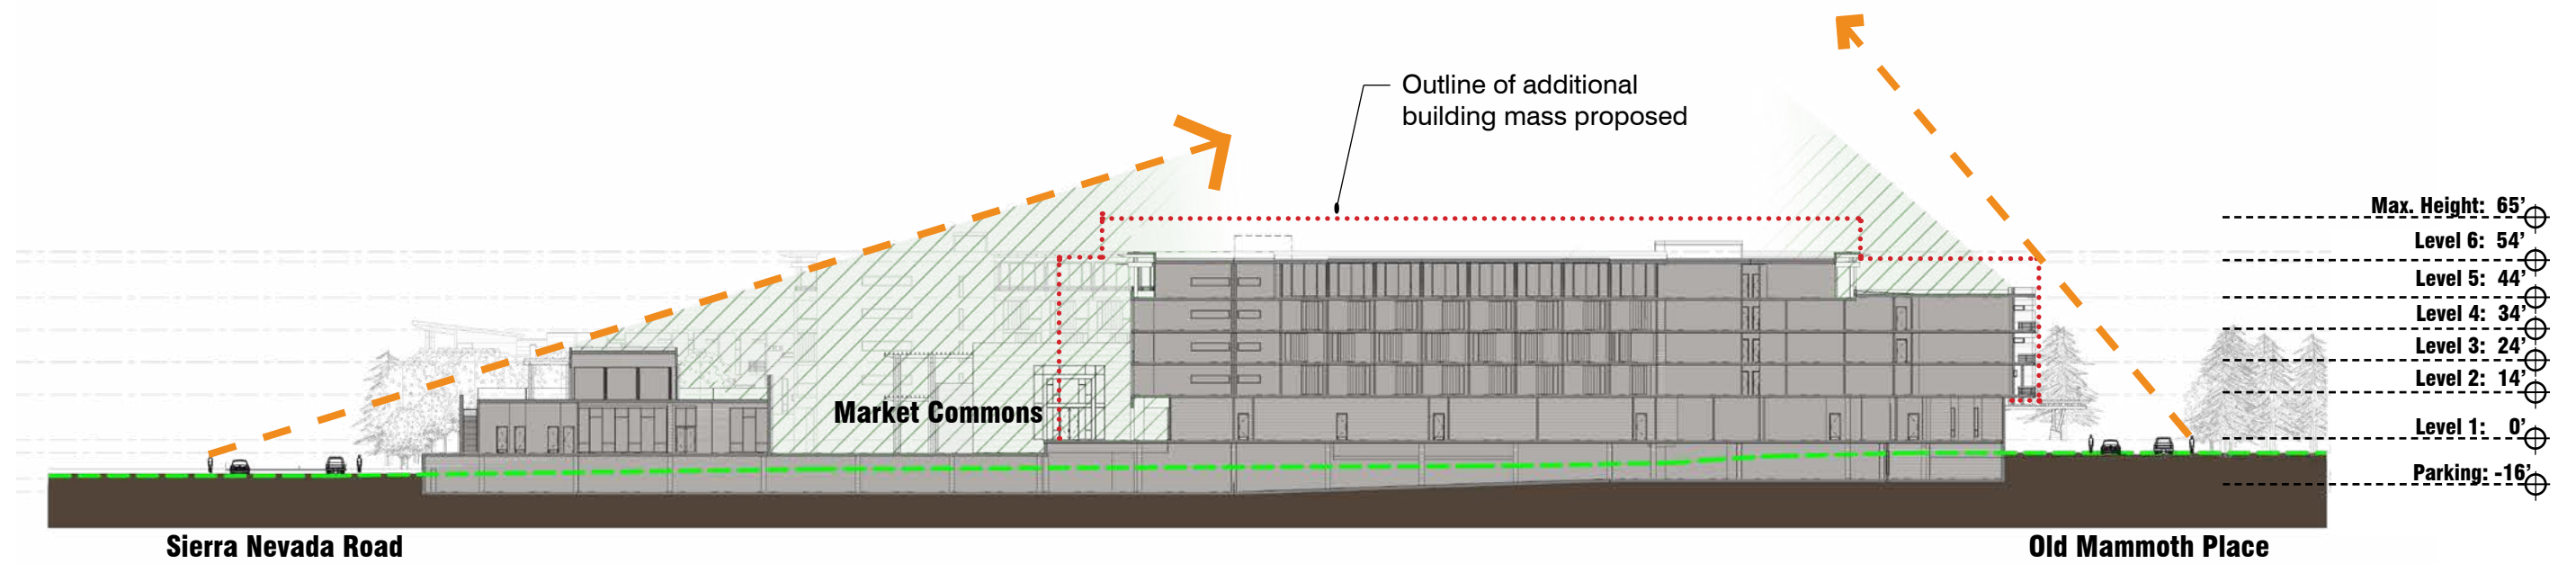 Outline of additional
building mass proposed
Max. Height: 65’
Level 6: 54’
Level 5: 44’
Level 4: 34’
Level 3: 24’
Level 2: 14’
Level 1: 0’
Parking: -16’
Market Commons
Sierra Nevada Road
Old Mammoth Place